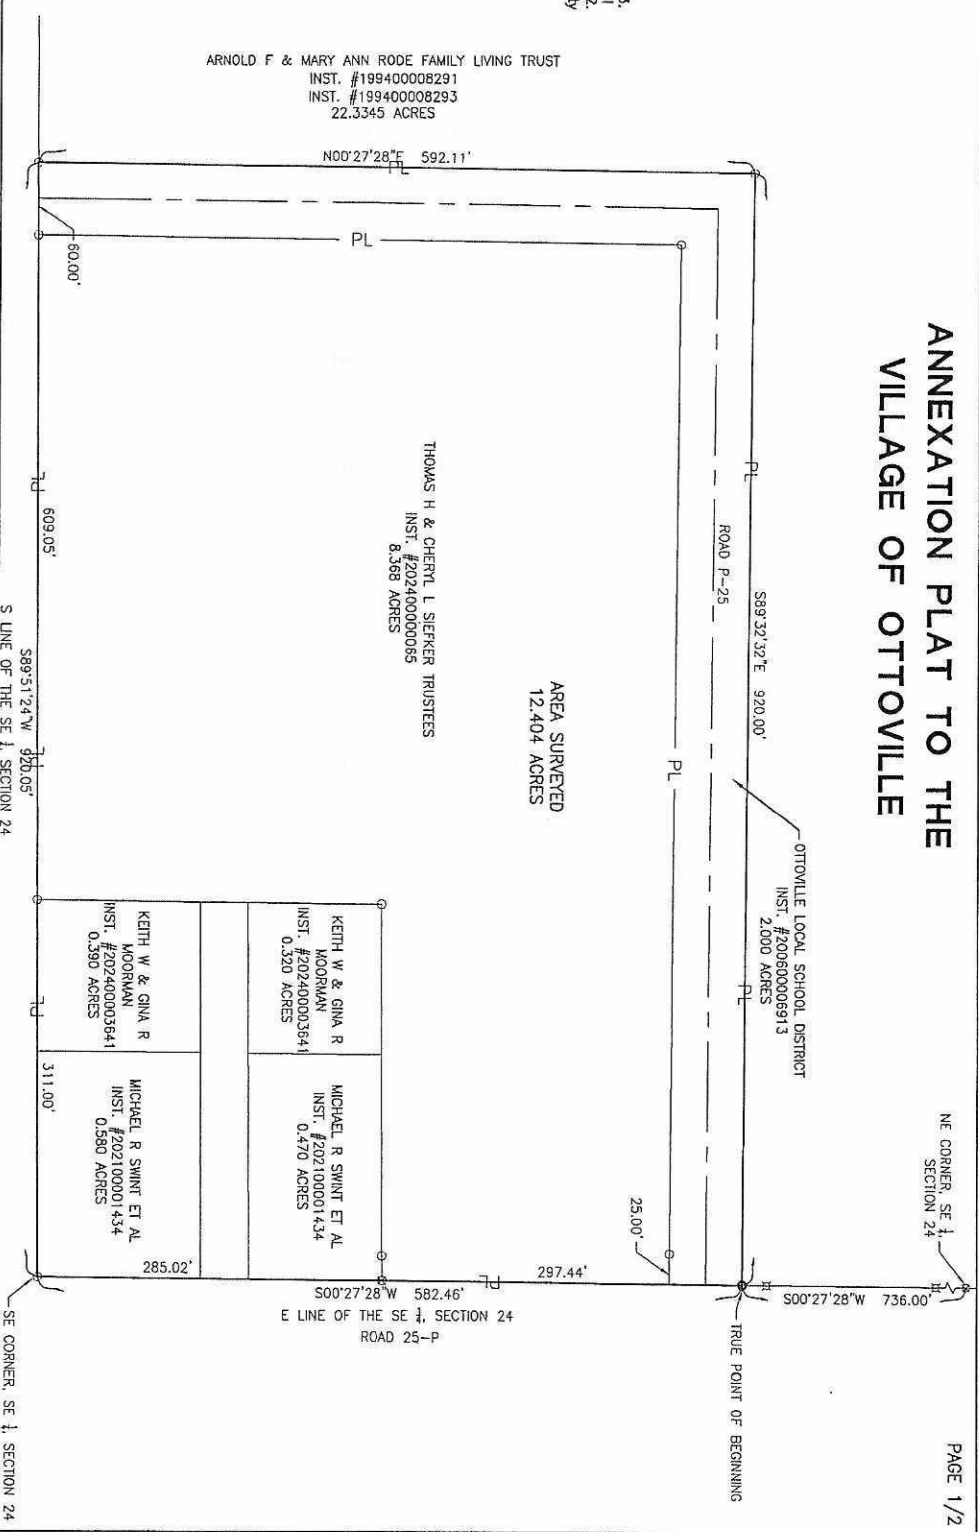 ANNEXATION PLAT TO THE
VILLAGE OF OTTOVILLE
PAGE 1/2
NE CORNER, SE ¼,
SECTION 24
S00°27'28"W 736.00'
TRUE POINT OF BEGINNING
OTTOVILLE LOCAL SCHOOL DISTRICT
INST. #200600006913
2.000 ACRES
S89°32'32"E 920.00'
PL
PL
ROAD P-25
PL
25.00'
ARNOLD F & MARY ANN RODE FAMILY LIVING TRUST
INST. #199400008291
INST. #199400008293
22.3345 ACRES
N00°27'28"E 592.11'
PL
PL
60.00'
AREA SURVEYED
12.404 ACRES
THOMAS H & CHERYL L SIEFKER TRUSTEES
INST. #202400000065
8.368 ACRES
KEITH W & GINA R
MOORMAN
INST. #202400003641
0.320 ACRES
MICHAEL R SWINT ET AL
INST. #202100001434
0.470 ACRES
KEITH W & GINA R
MOORMAN
INST. #202400003641
0.390 ACRES
MICHAEL R SWINT ET AL
INST. #202100001434
0.580 ACRES
297.44'
285.02'
PL
S00°27'28"W 582.46'
E LINE OF THE SE ¼, SECTION 24
ROAD 25-P
PL
609.05'
PL
PL
311.00'
S89°51'24"W 920.05'
S LINE OF THE SE ¼, SECTION 24
SE CORNER, SE ¼, SECTION 24